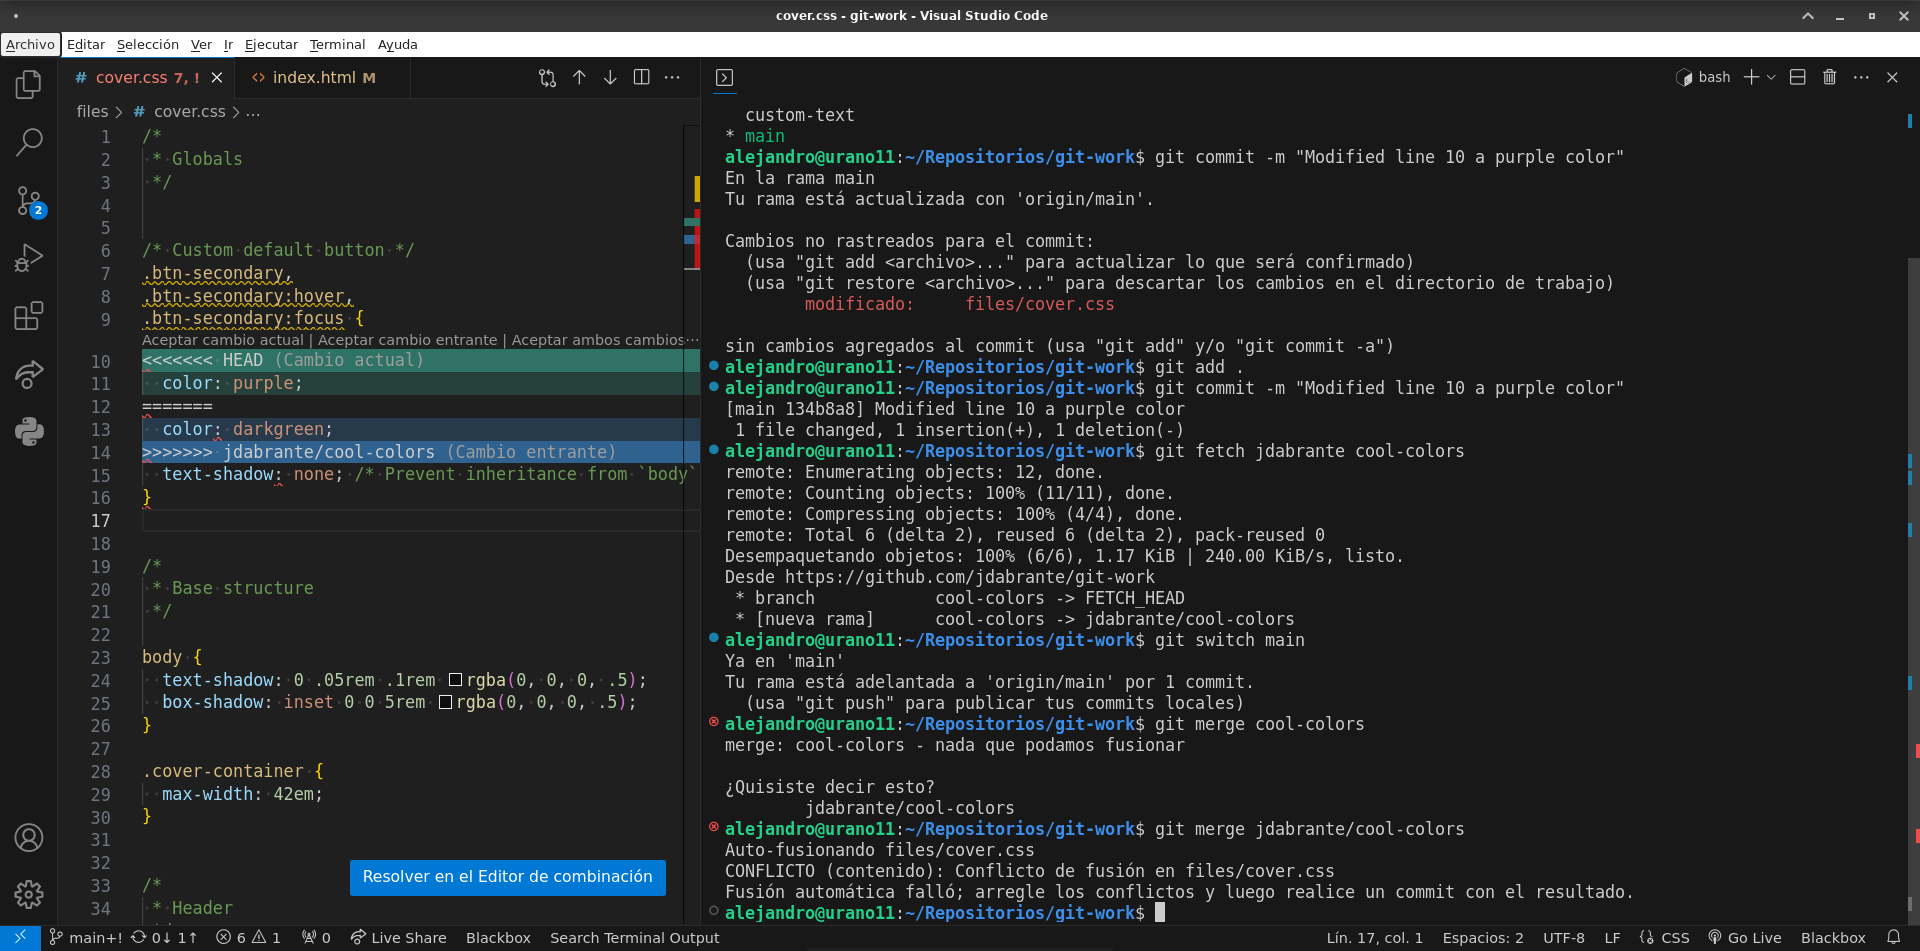 cover.css - git-work - Visual Studio Code
Archivo Editar Selección Ver Ir Ejecutar Terminal Ayuda
# cover.css 7, ! <> index.html M
files > # cover.css > ...
1 /*
2 * Globals
3 */
4
5
6 /* Custom default button */
7 .btn-secondary,
8 .btn-secondary:hover,
9 .btn-secondary:focus {
Aceptar cambio actual | Aceptar cambio entrante | Aceptar ambos cambios...
10 <<<<<<< HEAD (Cambio actual)
11 color: purple;
12 =======
13 color: darkgreen;
14 >>>>>>> jdabrante/cool-colors (Cambio entrante)
15 text-shadow: none; /* Prevent inheritance from `body`
16 }
17
18
19 /*
20 * Base structure
21 */
22
23 body {
24 text-shadow: 0 .05rem .1rem rgba(0, 0, 0, .5);
25 box-shadow: inset 0 0 5rem rgba(0, 0, 0, .5);
26 }
27
28 .cover-container {
29 max-width: 42em;
30 }
31
32
33 /*
34 * Header
Resolver en el Editor de combinación
bash
custom-text
* main
alejandro@urano11:~/Repositorios/git-work$ git commit -m "Modified line 10 a purple color"
En la rama main
Tu rama está actualizada con 'origin/main'.
Cambios no rastreados para el commit:
(usa "git add <archivo>..." para actualizar lo que será confirmado)
(usa "git restore <archivo>..." para descartar los cambios en el directorio de trabajo)
modificado: files/cover.css
sin cambios agregados al commit (usa "git add" y/o "git commit -a")
alejandro@urano11:~/Repositorios/git-work$ git add .
alejandro@urano11:~/Repositorios/git-work$ git commit -m "Modified line 10 a purple color"
[main 134b8a8] Modified line 10 a purple color
1 file changed, 1 insertion(+), 1 deletion(-)
alejandro@urano11:~/Repositorios/git-work$ git fetch jdabrante cool-colors
remote: Enumerating objects: 12, done.
remote: Counting objects: 100% (11/11), done.
remote: Compressing objects: 100% (4/4), done.
remote: Total 6 (delta 2), reused 6 (delta 2), pack-reused 0
Desempaquetando objetos: 100% (6/6), 1.17 KiB | 240.00 KiB/s, listo.
Desde https://github.com/jdabrante/git-work
* branch cool-colors -> FETCH_HEAD
* [nueva rama] cool-colors -> jdabrante/cool-colors
alejandro@urano11:~/Repositorios/git-work$ git switch main
Ya en 'main'
Tu rama está adelantada a 'origin/main' por 1 commit.
(usa "git push" para publicar tus commits locales)
alejandro@urano11:~/Repositorios/git-work$ git merge cool-colors
merge: cool-colors - nada que podamos fusionar
¿Quisiste decir esto?
jdabrante/cool-colors
alejandro@urano11:~/Repositorios/git-work$ git merge jdabrante/cool-colors
Auto-fusionando files/cover.css
CONFLICTO (contenido): Conflicto de fusión en files/cover.css
Fusión automática falló; arregle los conflictos y luego realice un commit con el resultado.
alejandro@urano11:~/Repositorios/git-work$
2
main+! 0↓ 1↑ 6 1 0 Live Share Blackbox Search Terminal Output Lín. 17, col. 1 Espacios: 2 UTF-8 LF {} CSS Go Live Blackbox